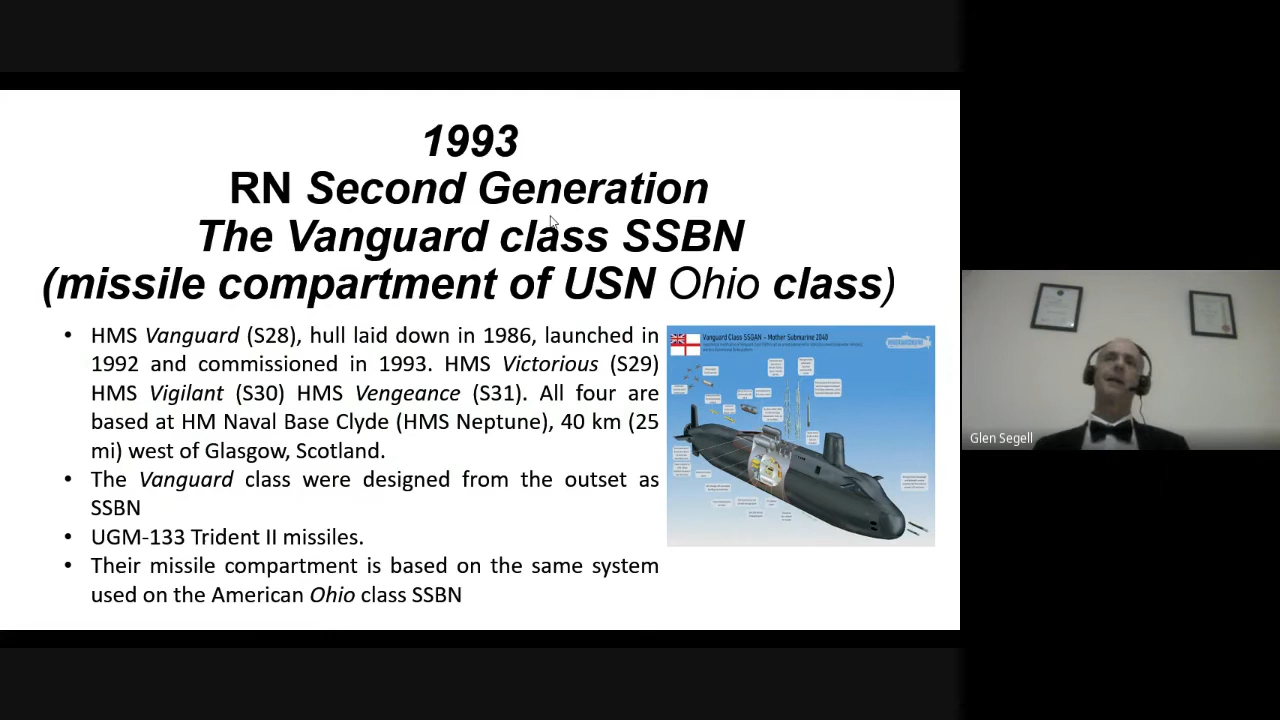 1993
RN Second Generation
The Vanguard class SSBN
(missile compartment of USN Ohio class)
• HMS Vanguard (S28), hull laid down in 1986, launched in
1992 and commissioned in 1993. HMS Victorious (S29)
HMS Vigilant (S30) HMS Vengeance (S31). All four are
based at HM Naval Base Clyde (HMS Neptune), 40 km (25
mi) west of Glasgow, Scotland.
• The Vanguard class were designed from the outset as
SSBN
• UGM-133 Trident II missiles.
• Their missile compartment is based on the same system
used on the American Ohio class SSBN
Vanguard Class SSGAN - Mother Submarine 2040
Glen Segell